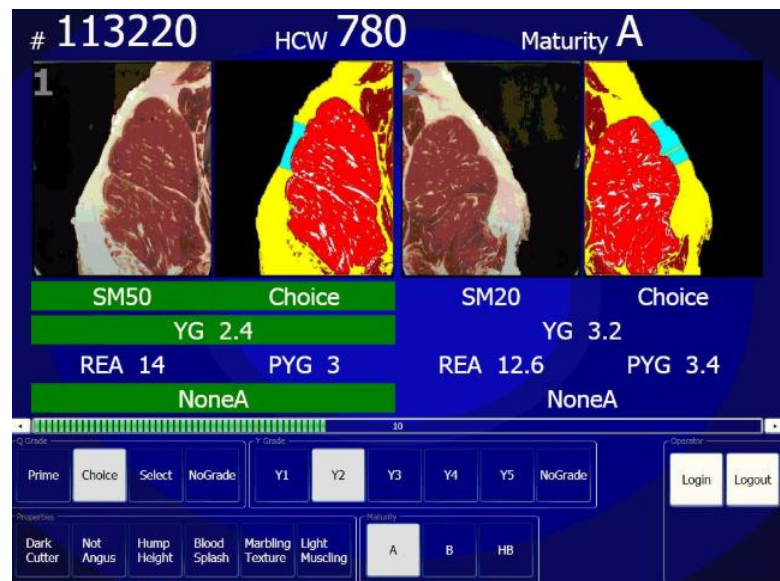 # 113220 HCW 780 Maturity A
1 2
SM50 Choice SM20 Choice
YG 2.4 YG 3.2
REA 14 PYG 3 REA 12.6 PYG 3.4
NoneA NoneA
10
Q Grade Y Grade Operator
Prime Choice Select NoGrade Y1 Y2 Y3 Y4 Y5 NoGrade Login Logout
Properties Maturity
Dark Not Hump Blood Marbling Light
Cutter Angus Height Splash Texture Muscling A B HB